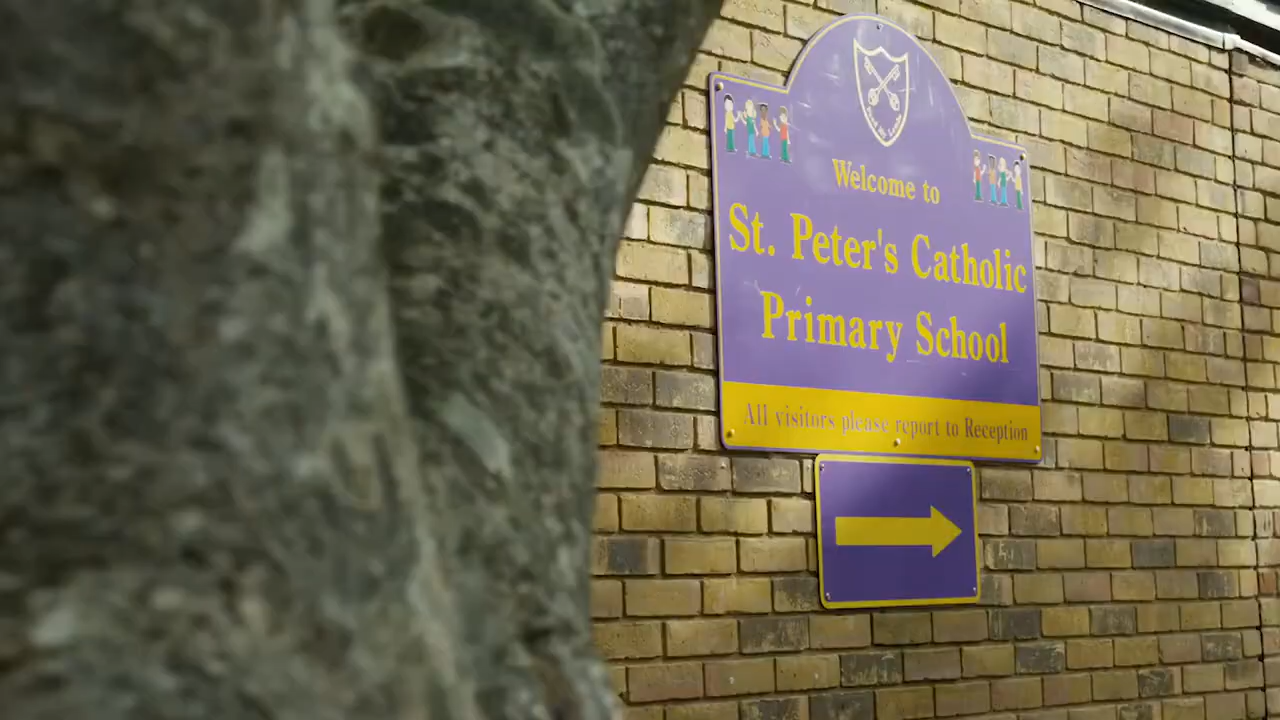 Welcome to
St. Peter's Catholic
Primary School
All visitors please report to Reception